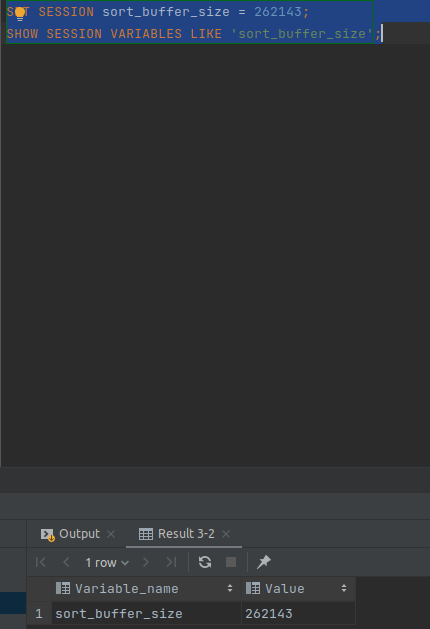 SET SESSION sort_buffer_size = 262143;
SHOW SESSION VARIABLES LIKE 'sort_buffer_size';
Output
Result 3-2
1 row
Variable_name
Value
1 sort_buffer_size 262143